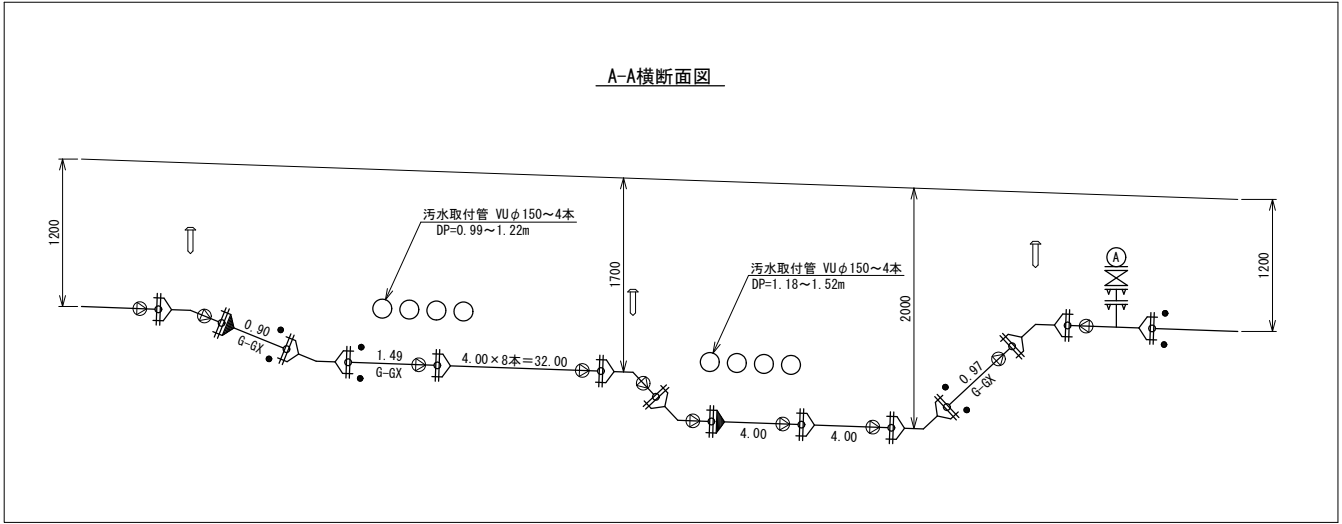 A-A横断面図
汚水取付管 VUφ150～4本
DP=0.99～1.22m
汚水取付管 VUφ150～4本
DP=1.18～1.52m
1200
1700
2000
1200
A
0.90
G-GX
1.49
G-GX
4.00×8本＝32.00
4.00
4.00
0.97
G-GX